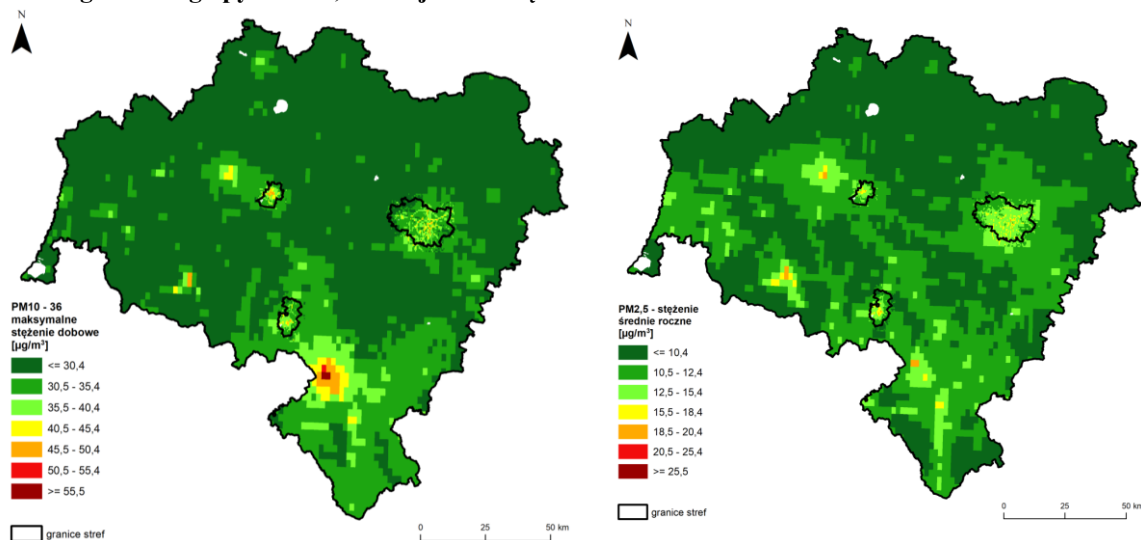 N
N
PM10 - 36
maksymalne
stężenie dobowe
[µg/m³]
<= 30,4
30,5 - 35,4
35,5 - 40,4
40,5 - 45,4
45,5 - 50,4
50,5 - 55,4
>= 55,5
granice stref
0 25 50 km
PM2,5 - stężenie
średnie roczne
[µg/m³]
<= 10,4
10,5 - 12,4
12,5 - 15,4
15,5 - 18,4
18,5 - 20,4
20,5 - 25,4
>= 25,5
granice stref
0 25 50 km